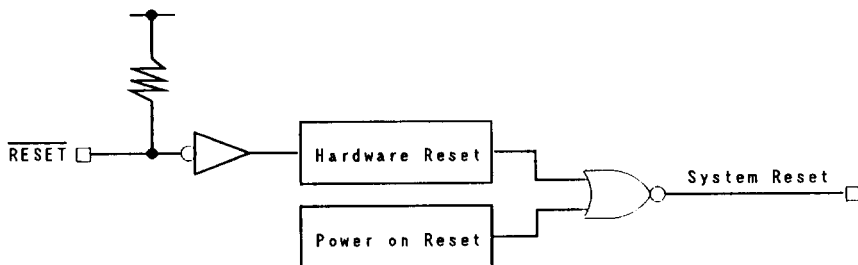 RESET
Hardware Reset
System Reset
Power on Reset